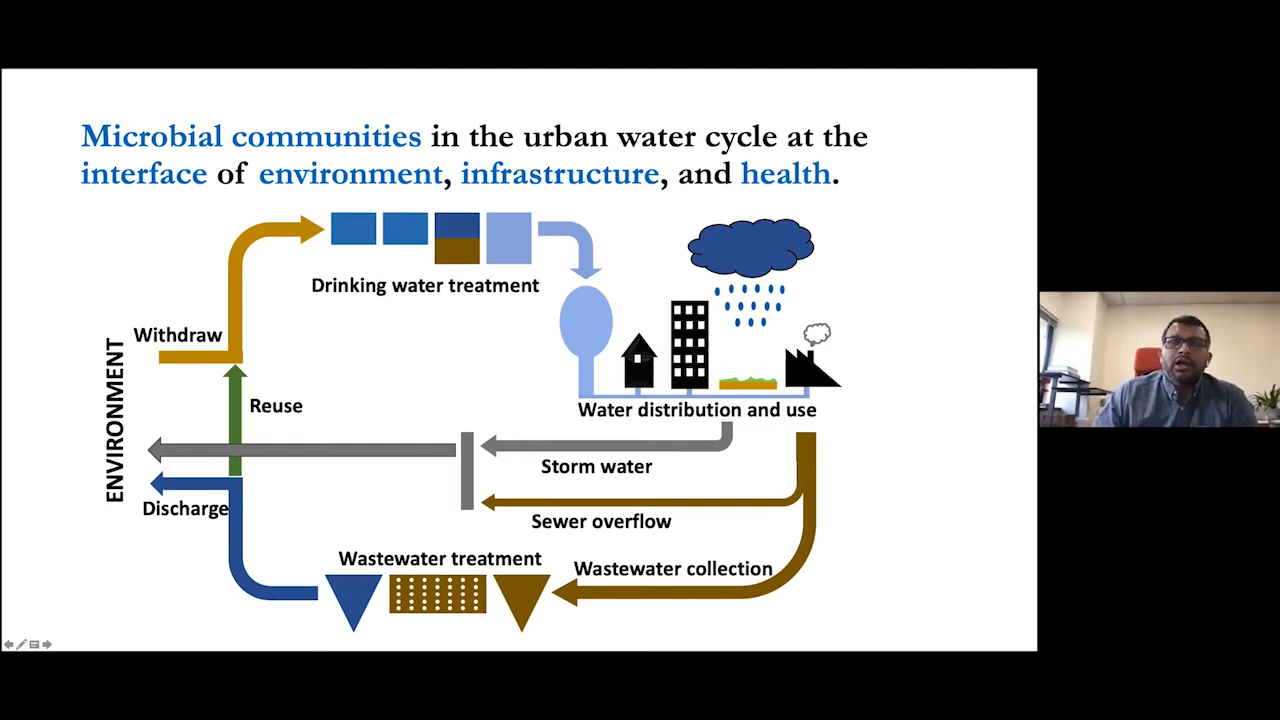 Microbial communities in the urban water cycle at the
interface of environment, infrastructure, and health.
Drinking water treatment
Withdraw
ENVIRONMENT
Reuse
Water distribution and use
Storm water
Discharge
Sewer overflow
Wastewater treatment
Wastewater collection